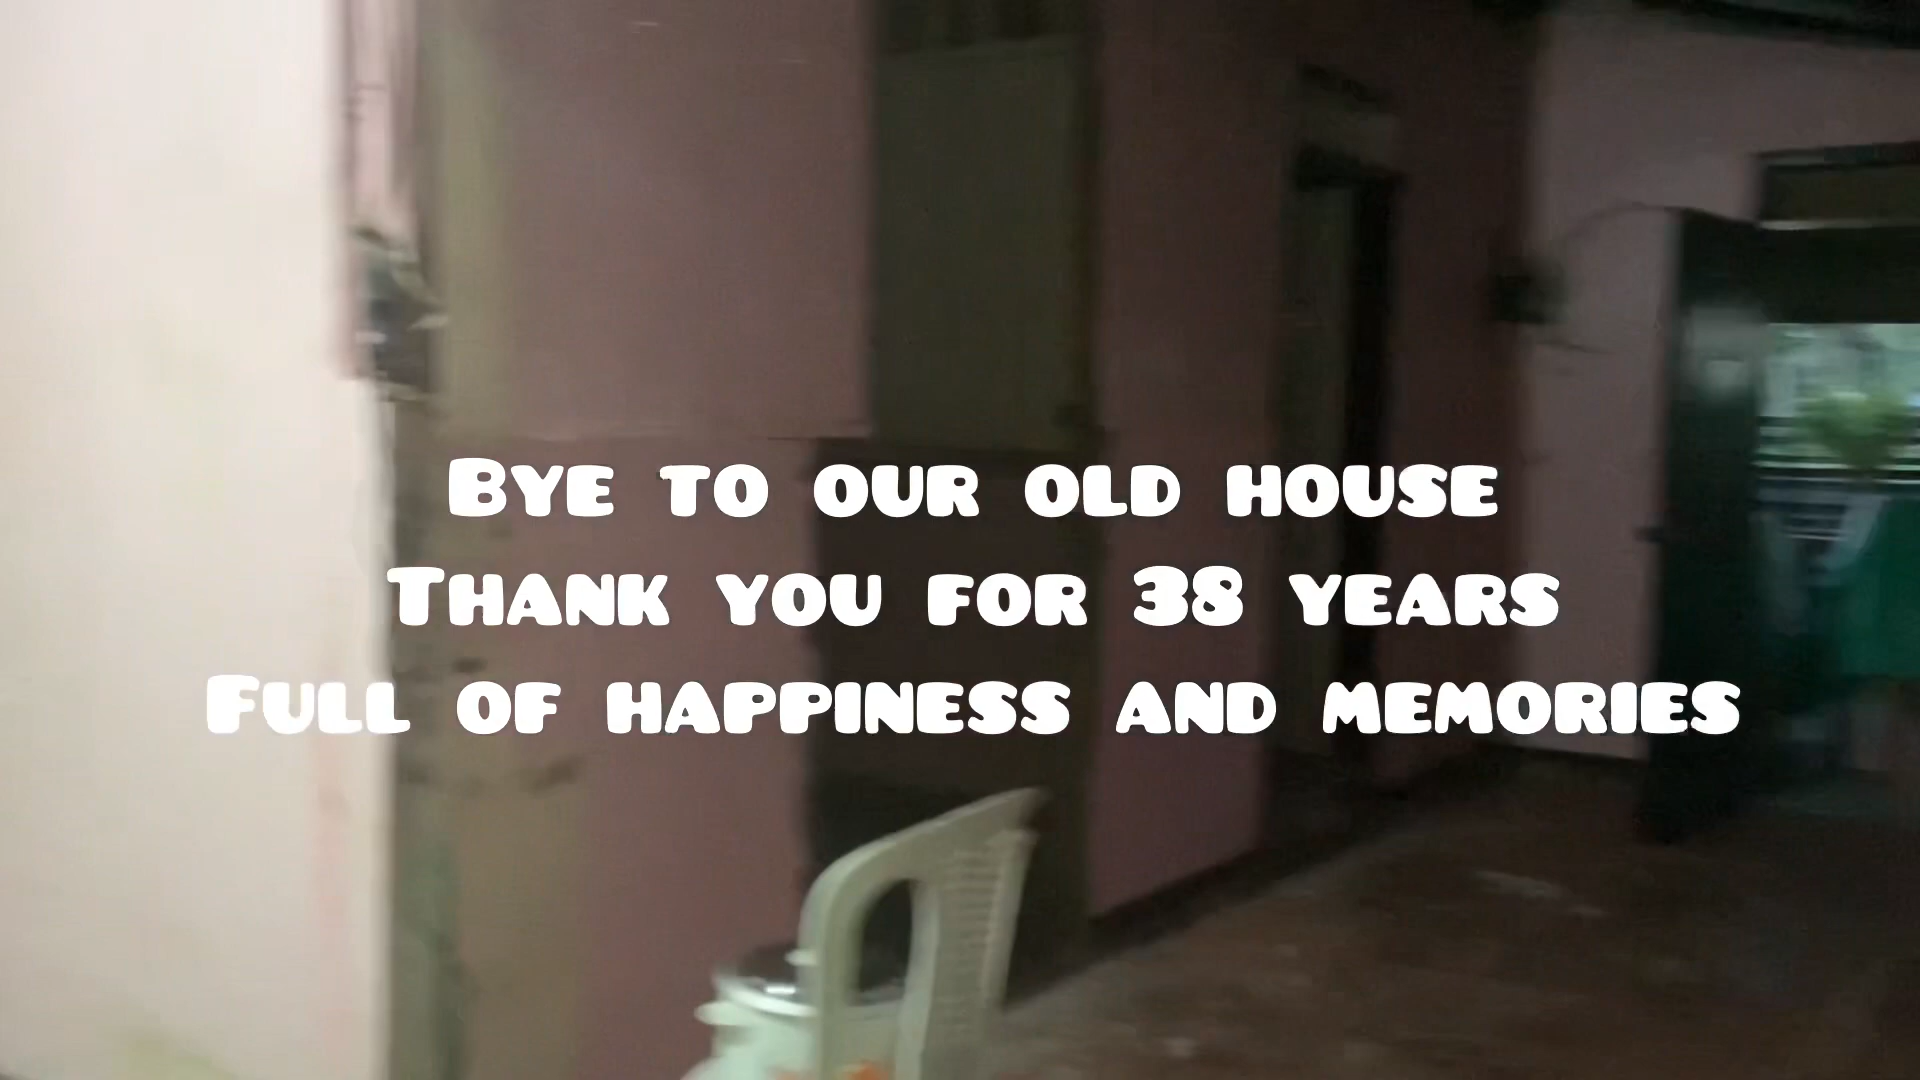 Bye to our old house
Thank you for 38 years
Full of happiness and memories